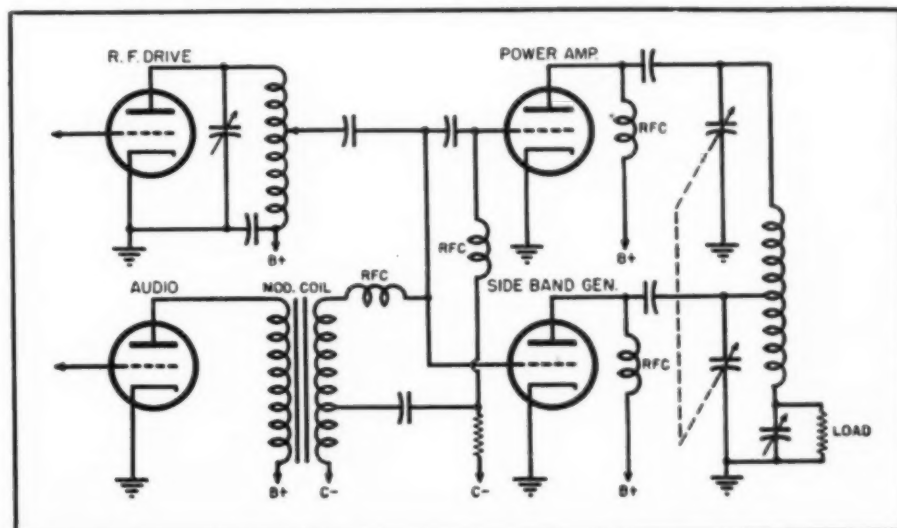 R. F. DRIVE
POWER AMP.
RFC
B+
RFC
B+
AUDIO
MOD. COIL
RFC
SIDE BAND GEN.
RFC
LOAD
B+
C-
C-
B+